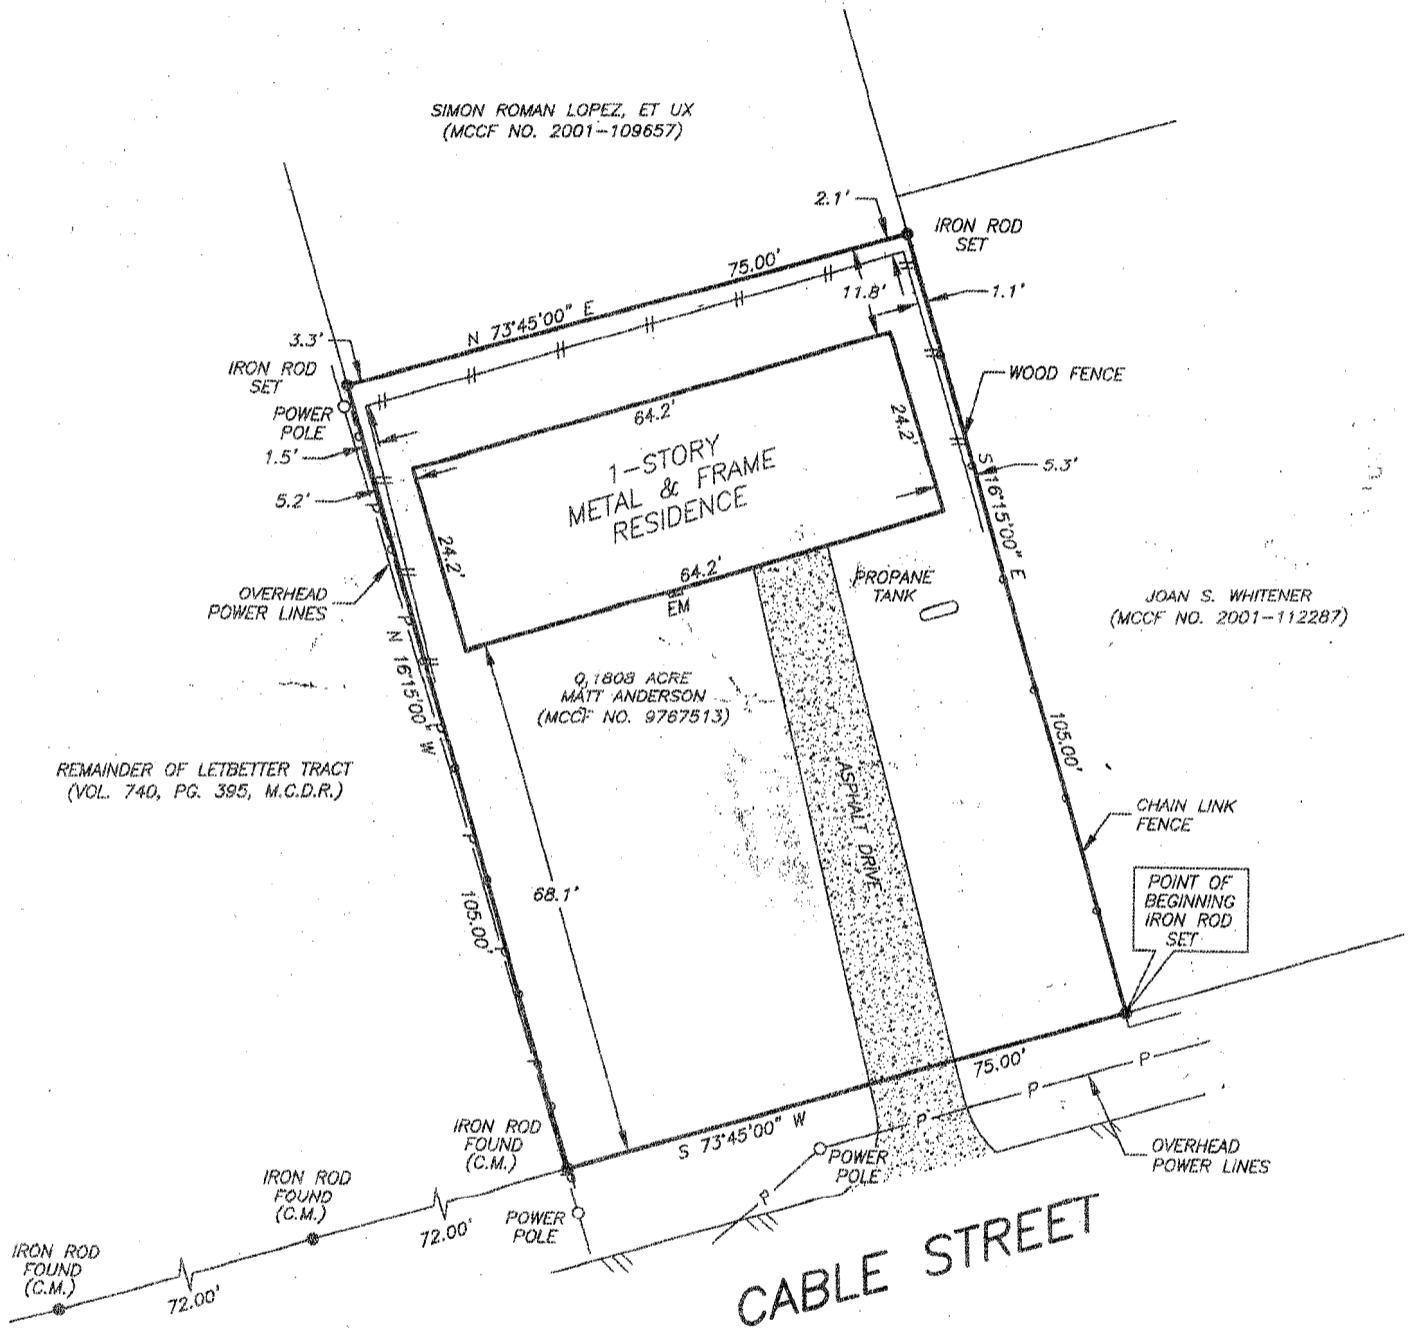 SIMON ROMAN LOPEZ, ET UX
(MCCF NO. 2001-109657)
2.1'
IRON ROD
SET
75.00'
N 73°45'00" E
11.8'
1.1'
3.3'
IRON ROD
SET
POWER
POLE
WOOD FENCE
64.2'
24.2'
1.5'
5.2'
5.3'
1-STORY
METAL & FRAME
RESIDENCE
S 16°15'00" E
24.2'
64.2'
EM
PROPANE
TANK
OVERHEAD
POWER LINES
P
P
JOAN S. WHITENER
(MCCF NO. 2001-112287)
N 16°15'00" W
0.1808 ACRE
MATT ANDERSON
(MCCF NO. 9767513)
P
105.00'
REMAINDER OF LETBETTER TRACT
(VOL. 740, PG. 395, M.C.D.R.)
ASPHALT DRIVE
CHAIN LINK
FENCE
P
68.1'
105.00'
POINT OF
BEGINNING
IRON ROD
SET
75.00'
P
P
P
S 73°45'00" W
IRON ROD
FOUND
(C.M.)
POWER
POLE
OVERHEAD
POWER LINES
P
IRON ROD
FOUND
(C.M.)
POWER
POLE
72.00'
IRON ROD
FOUND
(C.M.)
72.00'
CABLE STREET